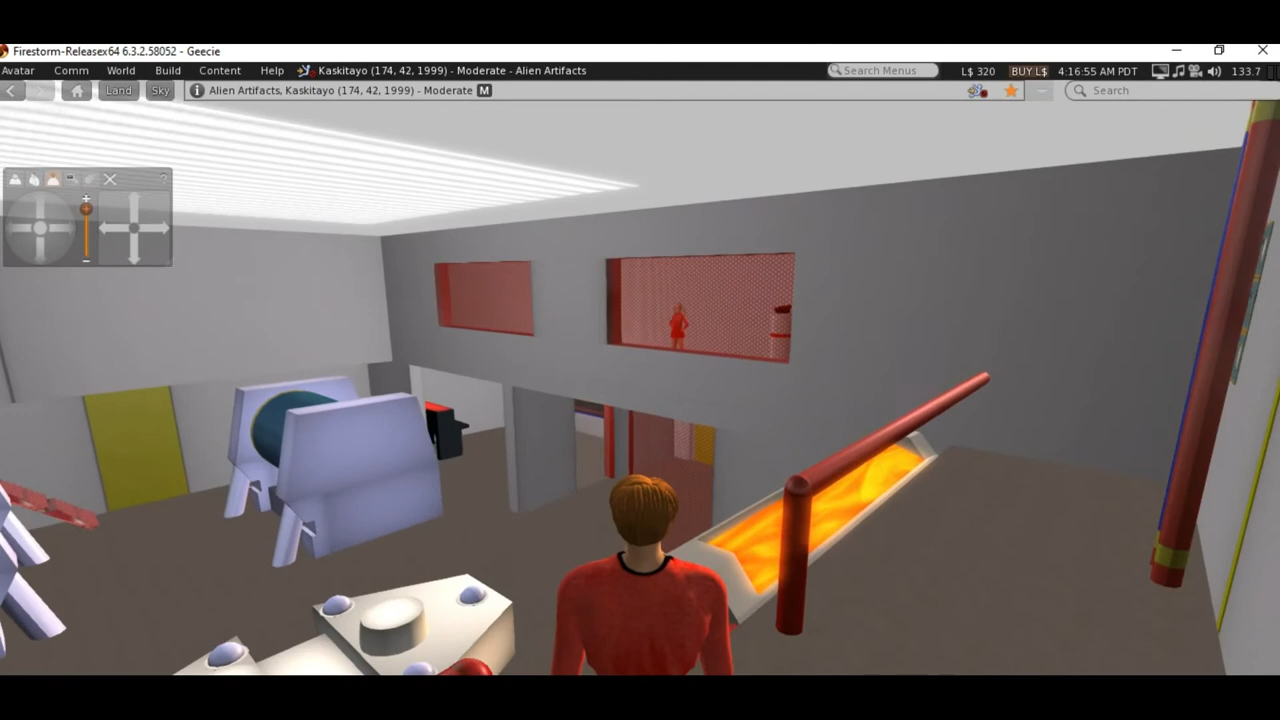 Firestorm-Releasex64 6.3.2.58052 - Geecie
Avatar Comm World Build Content Help Kaskitayo (174, 42, 1999) - Moderate - Alien Artifacts Search Menus L$ 320 BUY L$ 4:16:55 AM PDT 133.7
Land Sky Alien Artifacts, Kaskitayo (174, 42, 1999) - Moderate M Search
?